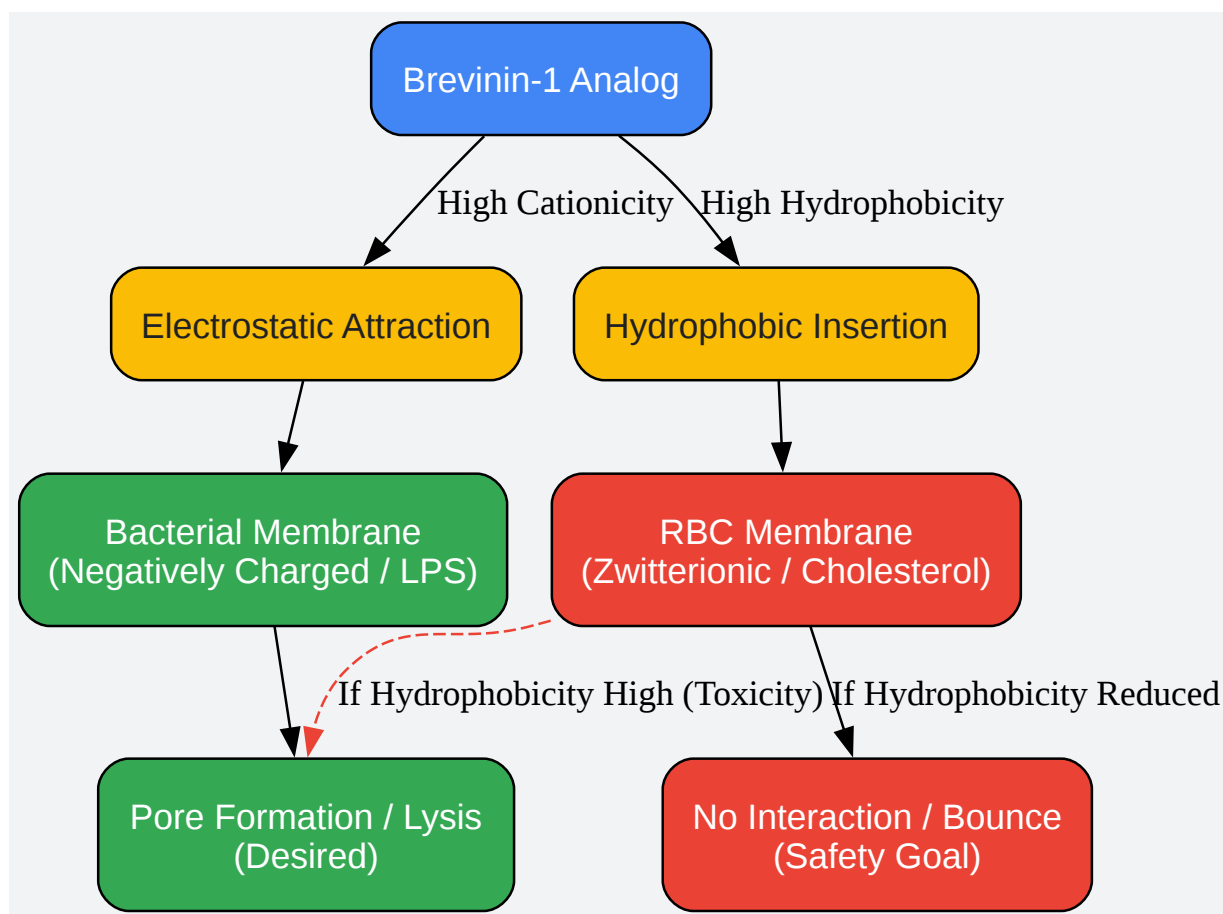 Brevinin-1 Analog
High Cationicity
High Hydrophobicity
Electrostatic Attraction
Hydrophobic Insertion
Bacterial Membrane
(Negatively Charged / LPS)
RBC Membrane
(Zwitterionic / Cholesterol)
If Hydrophobicity High (Toxicity)
If Hydrophobicity Reduced
Pore Formation / Lysis
(Desired)
No Interaction / Bounce
(Safety Goal)